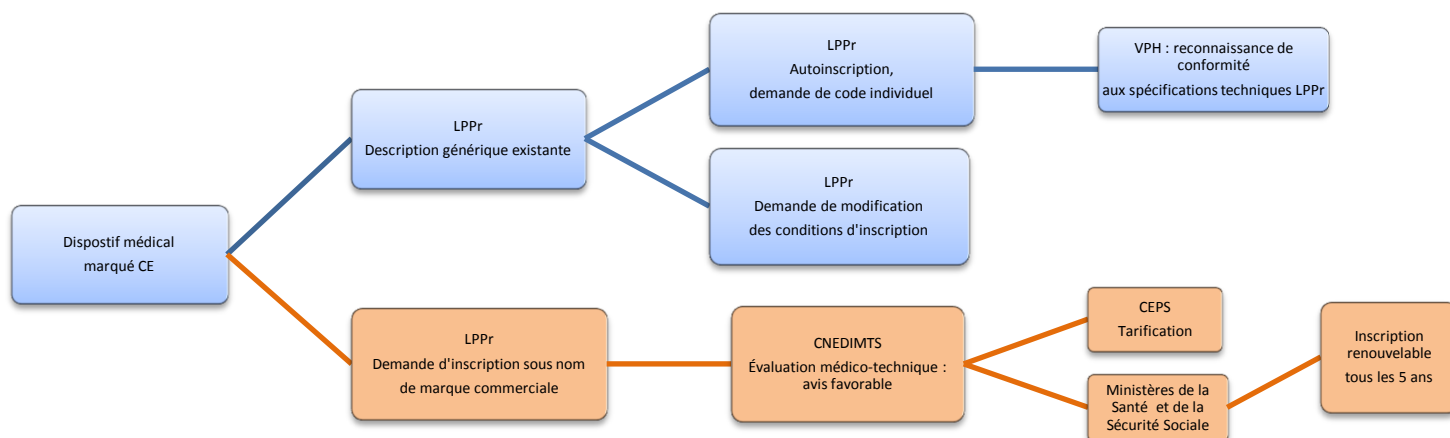 Dispostif médical
marqué CE
LPPr
Description générique existante
LPPr
Autoinscription,
demande de code individuel
VPH : reconnaissance de
conformité
aux spécifications techniques LPPr
LPPr
Demande de modification
des conditions d'inscription
LPPr
Demande d'inscription sous nom
de marque commerciale
CNEDIMTS
Évaluation médico-technique :
avis favorable
CEPS
Tarification
Ministères de la
Santé et de la
Sécurité Sociale
Inscription
renouvelable
tous les 5 ans